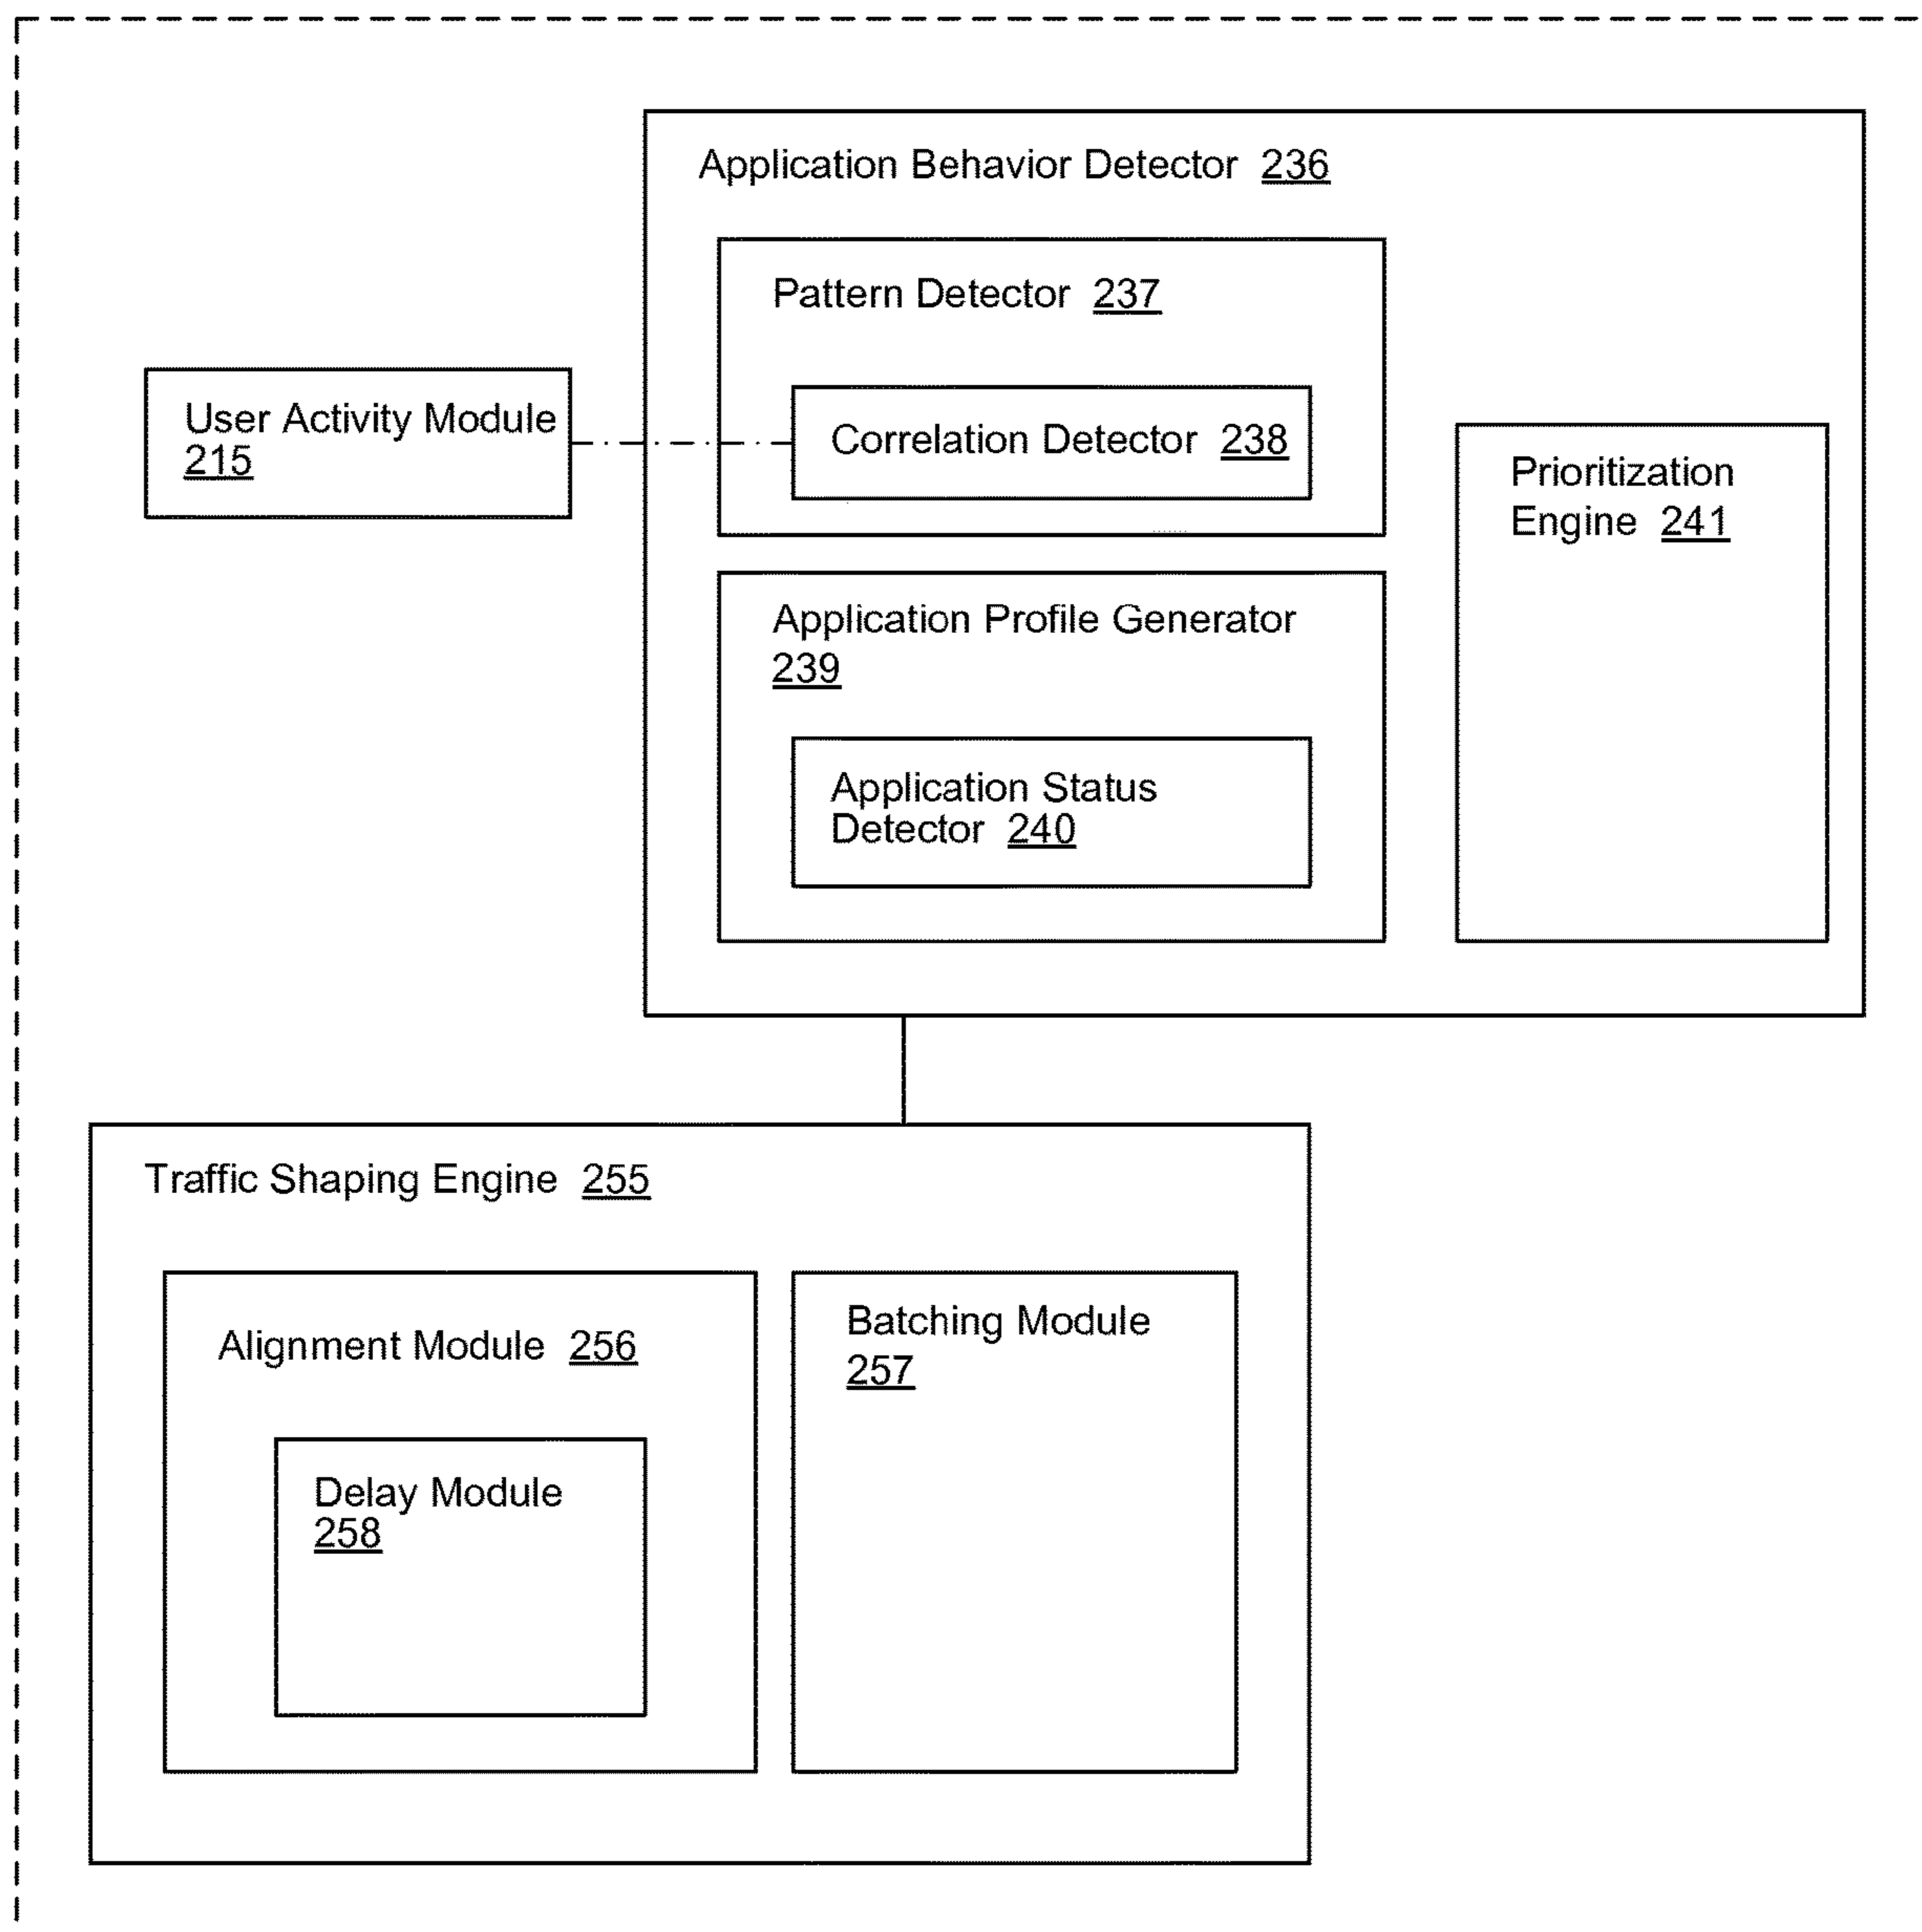 Application Behavior Detector 236
Pattern Detector 237
User Activity Module
215
Correlation Detector 238
Prioritization
Engine 241
Application Profile Generator
239
Application Status
Detector 240
Traffic Shaping Engine 255
Alignment Module 256
Batching Module
257
Delay Module
258